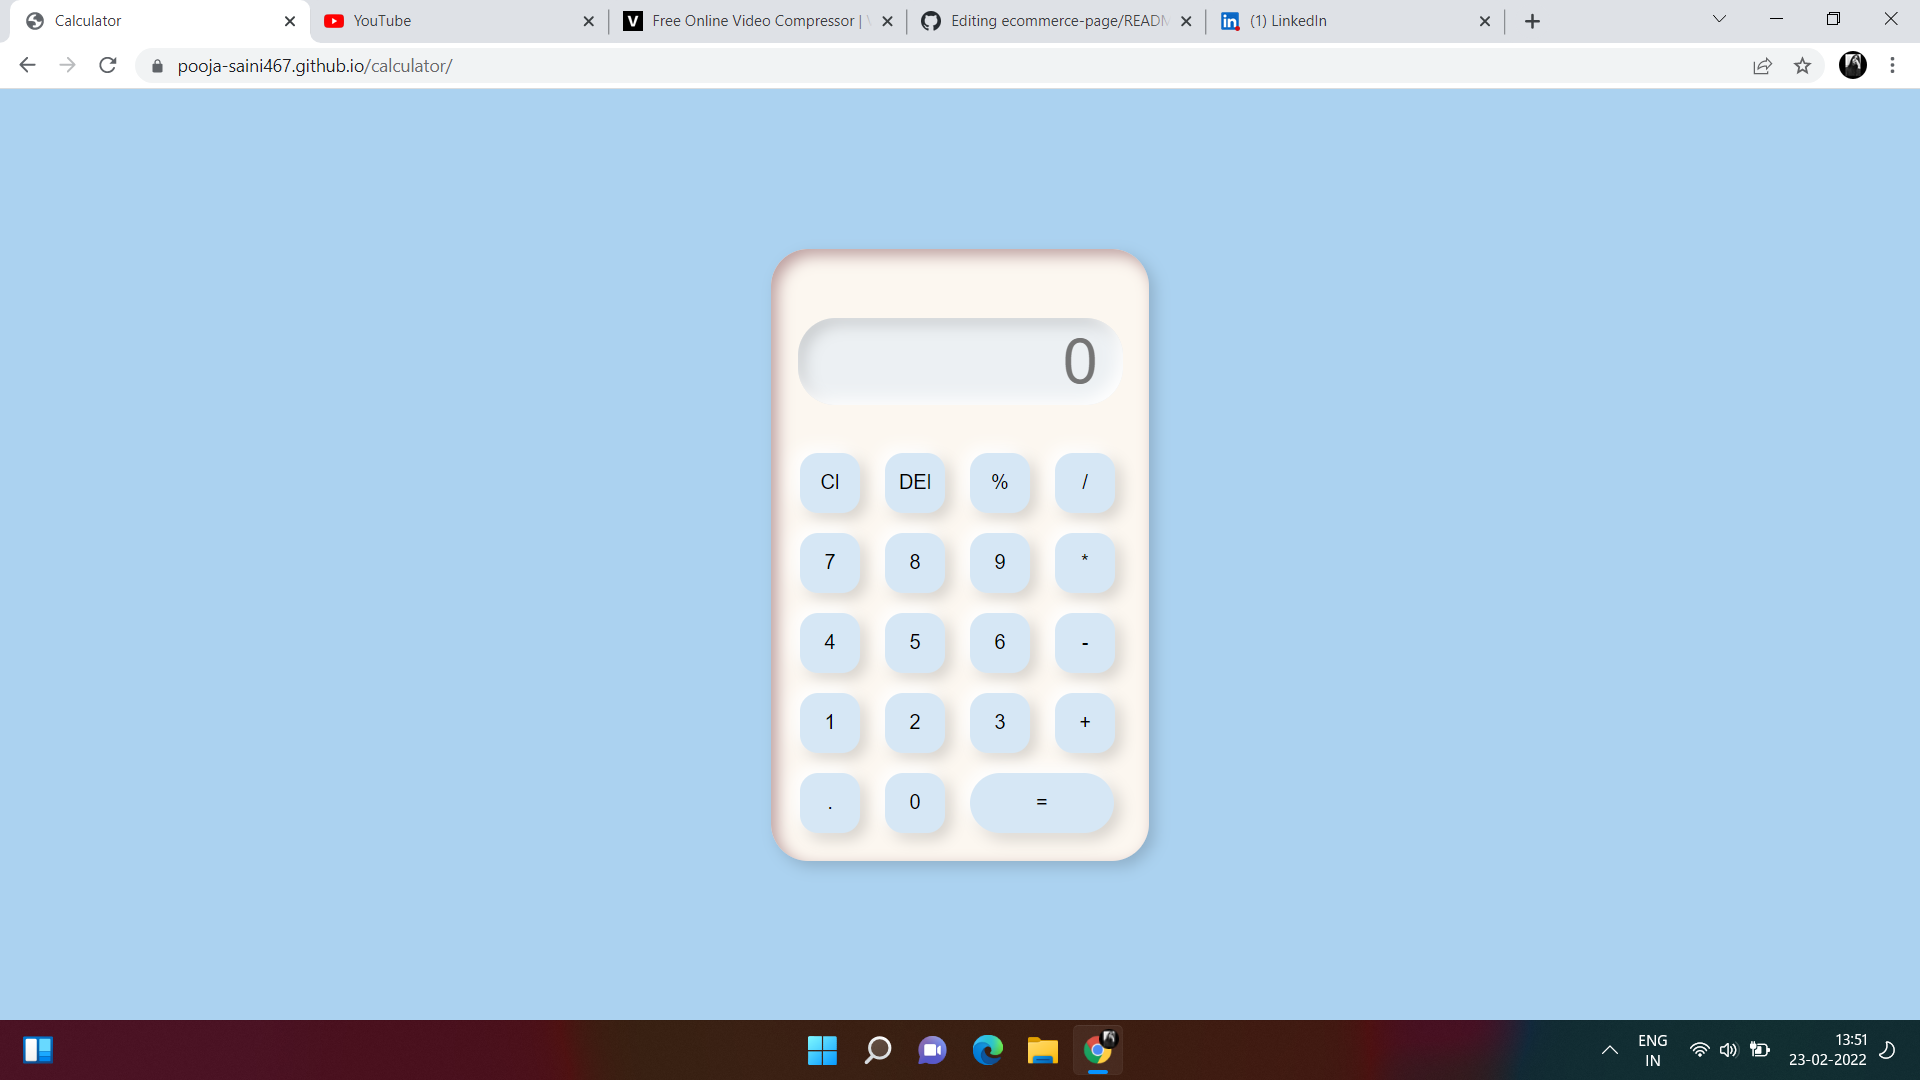 Calculator
YouTube
V
Free Online Video Compressor |
Editing ecommerce-page/READM
in
(1) LinkedIn
pooja-saini467.github.io/calculator/
0
Cl DEl % /
7 8 9 *
4 5 6 -
1 2 3 +
. 0 =
ENG
IN
13:51
23-02-2022